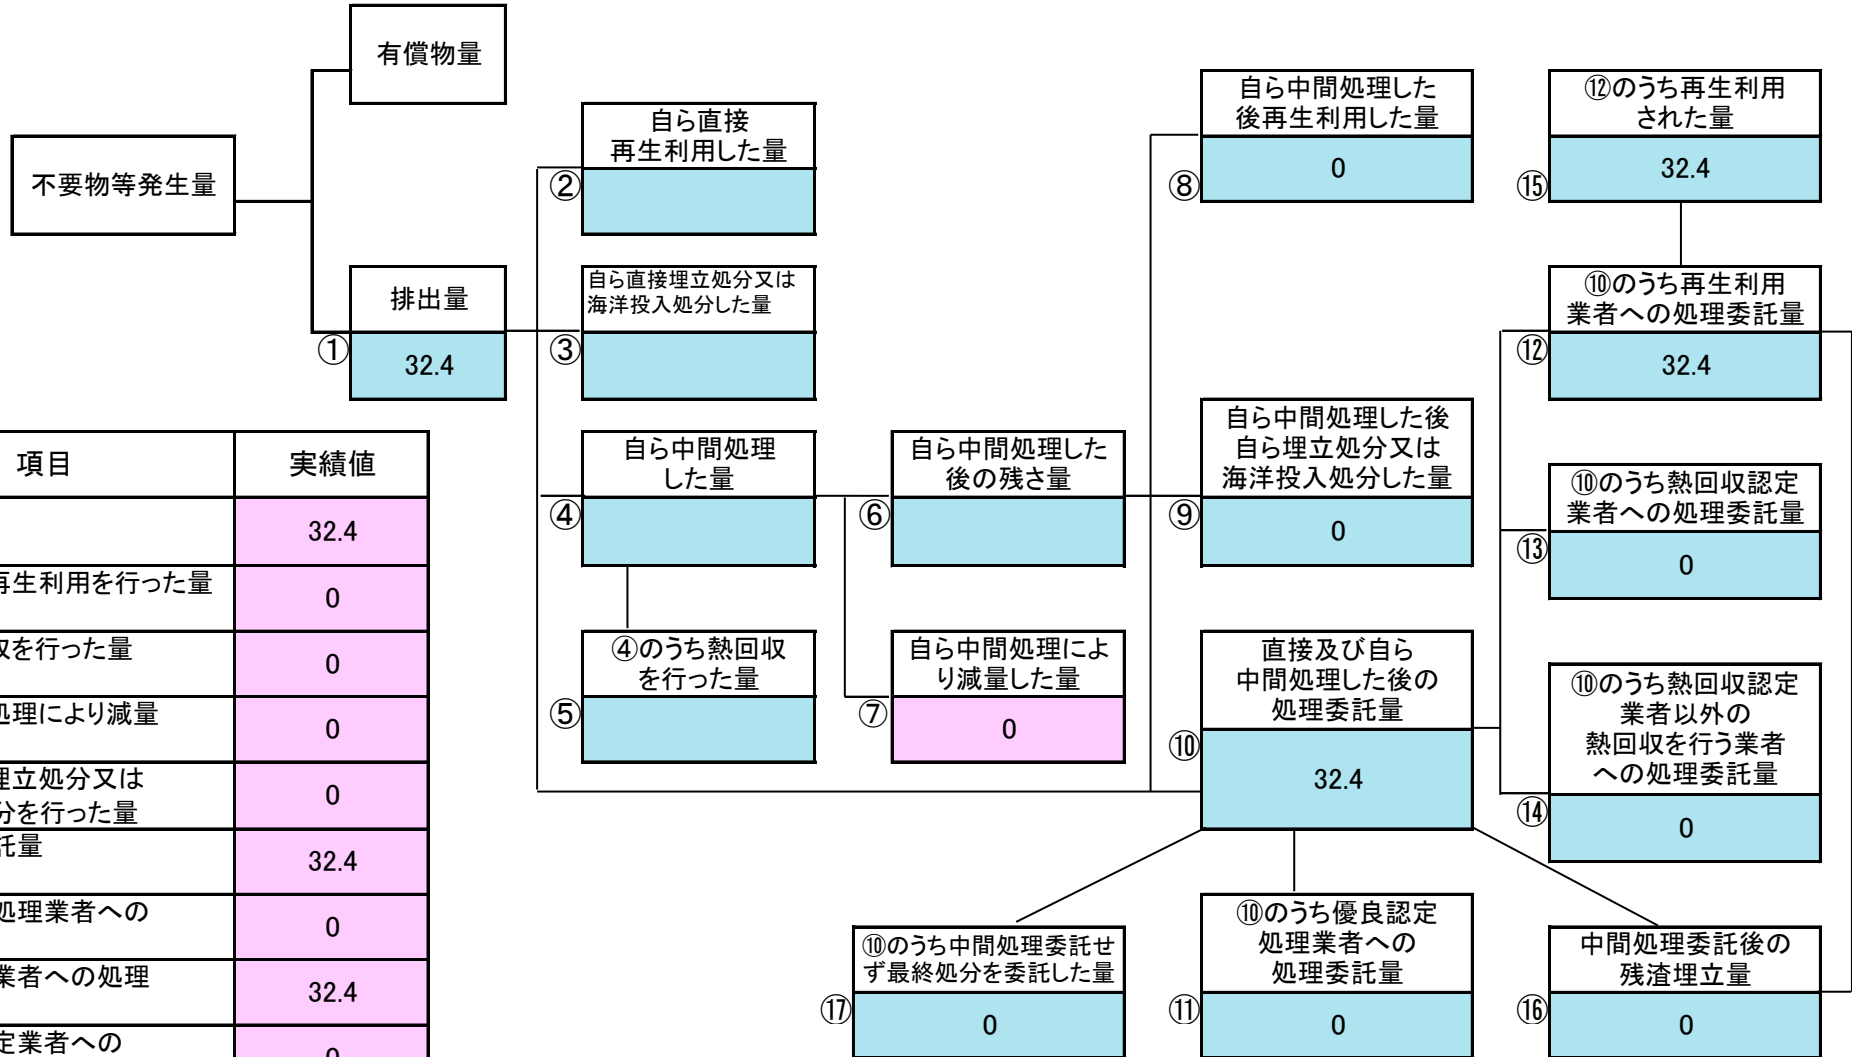 有償物量
不要物等発生量
排出量
①
32.4
自ら直接
再生利用した量
②
自ら直接埋立処分又は
海洋投入処分した量
③
自ら中間処理
した量
④
④のうち熱回収
を行った量
⑤
自ら中間処理した
後の残さ量
⑥
自ら中間処理によ
り減量した量
⑦
0
自ら中間処理した
後再生利用した量
⑧
0
自ら中間処理した後
自ら埋立処分又は
海洋投入処分した量
⑨
0
直接及び自ら
中間処理した後の
処理委託量
⑩
32.4
⑫のうち再生利用
された量
⑮
32.4
⑩のうち再生利用
業者への処理委託量
⑫
32.4
⑩のうち熱回収認定
業者への処理委託量
⑬
0
⑩のうち熱回収認定
業者以外の
熱回収を行う業者
への処理委託量
⑭
0
⑩のうち中間処理委託せ
ず最終処分を委託した量
⑰
0
⑩のうち優良認定
処理業者への
処理委託量
⑪
0
中間処理委託後の
残渣埋立量
⑯
0
項目 実績値
32.4
再生利用を行った量 0
を行った量 0
処理により減量 0
埋立処分又は
分を行った量 0
託量 32.4
処理業者への 0
業者への処理 32.4
定業者への 0